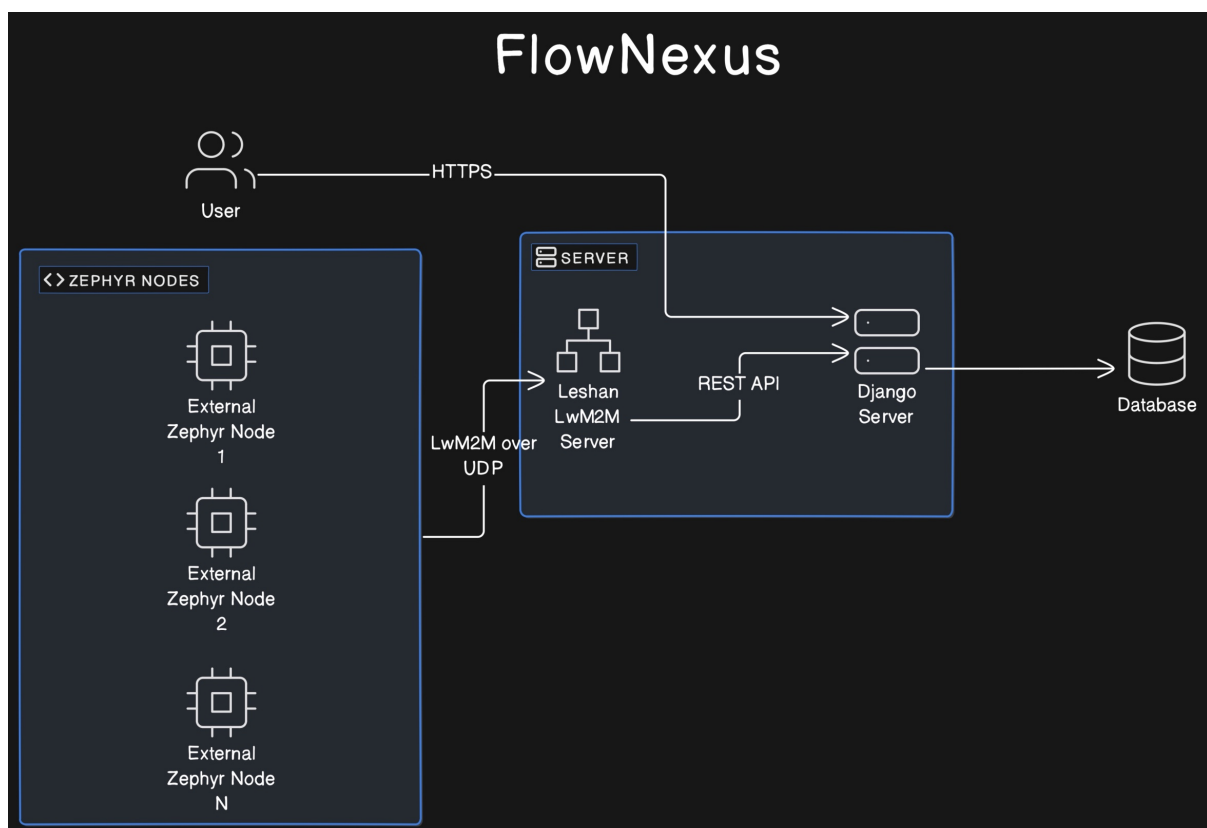 FlowNexus
HTTPS
User
SERVER
<> ZEPHYR NODES
External
Zephyr Node
1
LwM2M over
UDP
Leshan
LwM2M
Server
REST API
Django
Server
Database
External
Zephyr Node
2
External
Zephyr Node
N